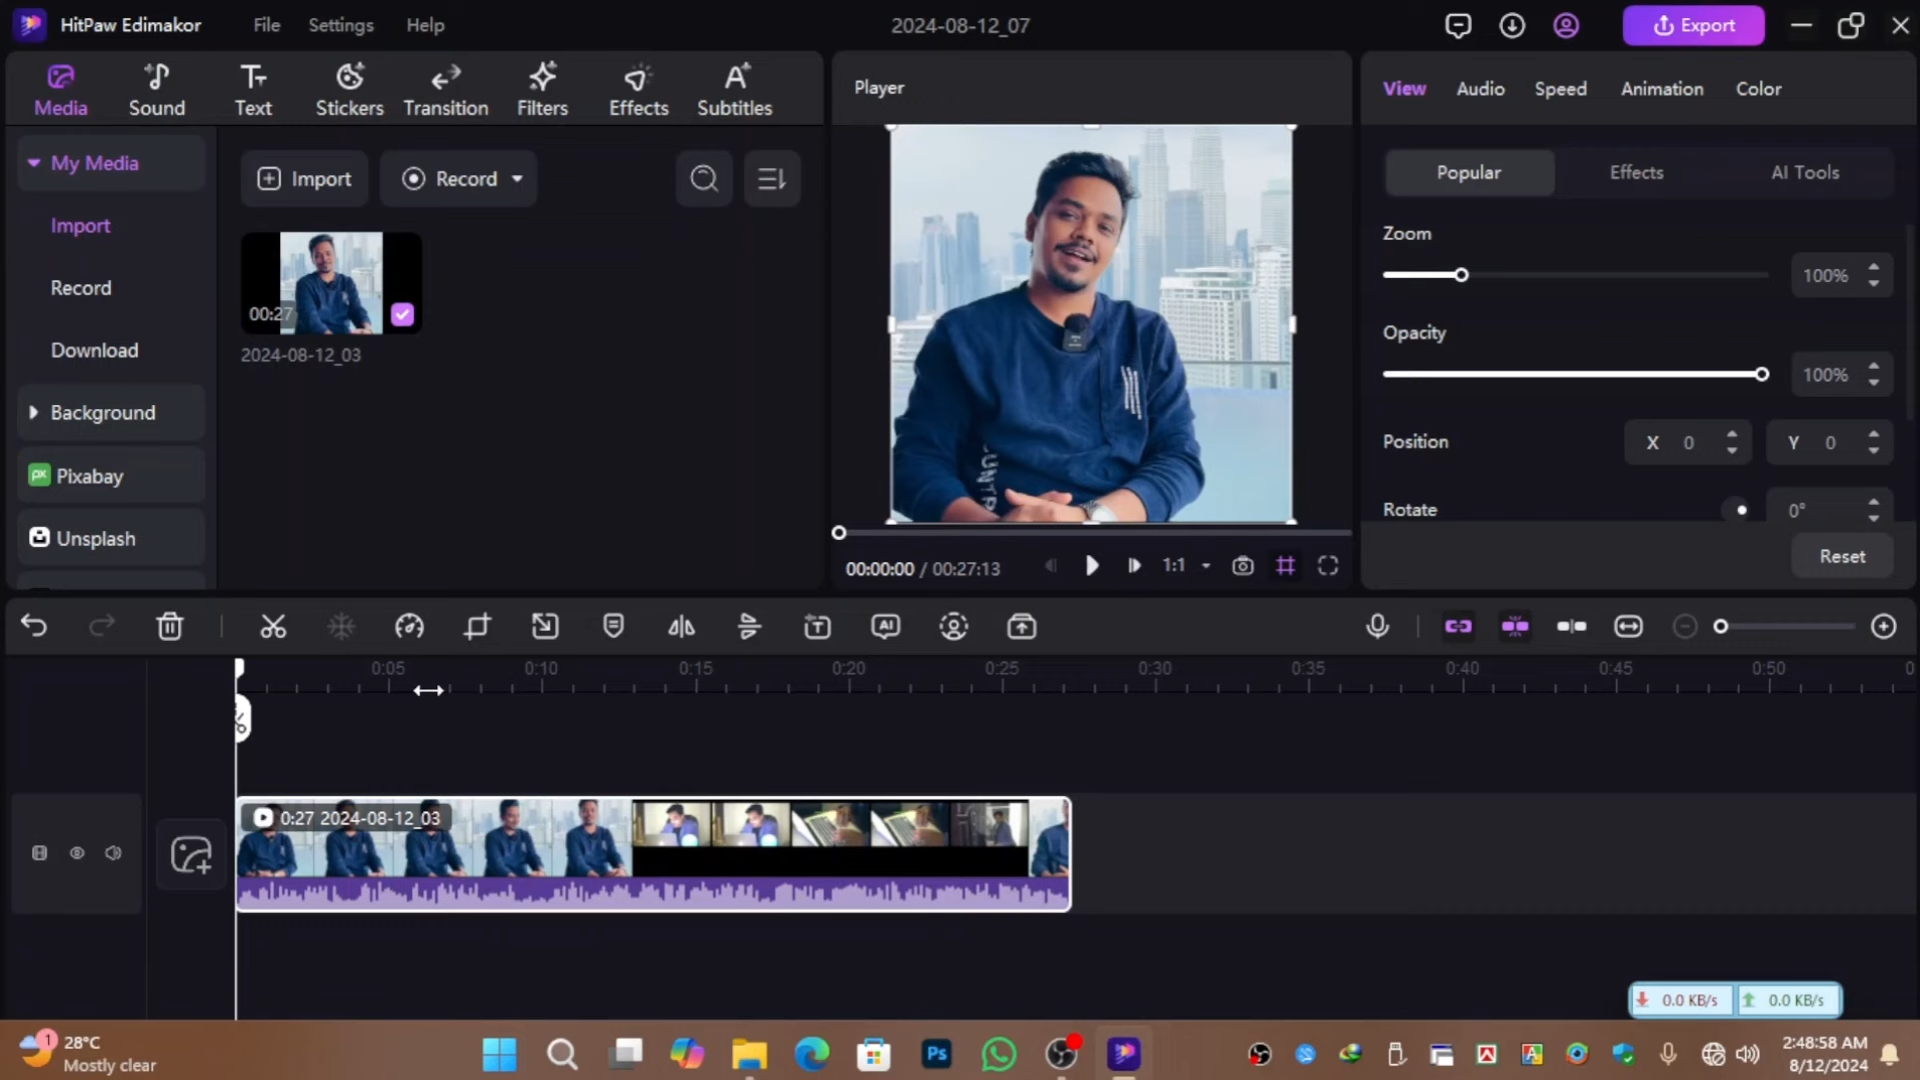 HitPaw Edimakor
File
Settings
Help
2024-08-12_07
Export
Media
Sound
Text
Stickers
Transition
Filters
Effects
Subtitles
My Media
Import
Record
Download
Background
Pixabay
Unsplash
Import
Record
00:27
2024-08-12_03
Player
00:00:00 / 00:27:13
1:1
View
Audio
Speed
Animation
Color
Popular
Effects
AI Tools
Zoom
100%
Opacity
100%
Position
X 0
Y 0
Rotate
0°
Reset
0:05
0:10
0:15
0:20
0:25
0:30
0:35
0:40
0:45
0:50
0:27 2024-08-12_03
0.0 KB/s
0.0 KB/s
1
28°C
Mostly clear
Ps
2:48:58 AM
8/12/2024